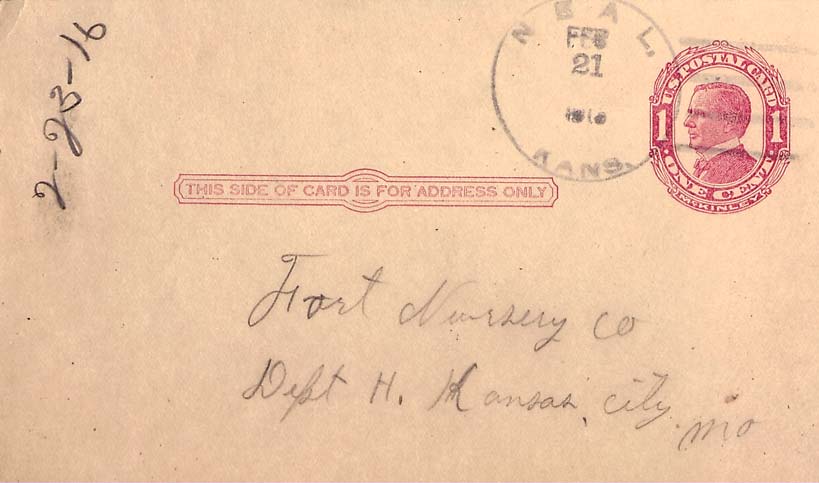 2-23-16
NEAL,
FEB
21
1916
KANS.
U.S. POSTAL CARD
1 1
ONE CENT
McKINLEY
THIS SIDE OF CARD IS FOR ADDRESS ONLY
Fort Nursery Co
Dept H. Kansas City
Mo